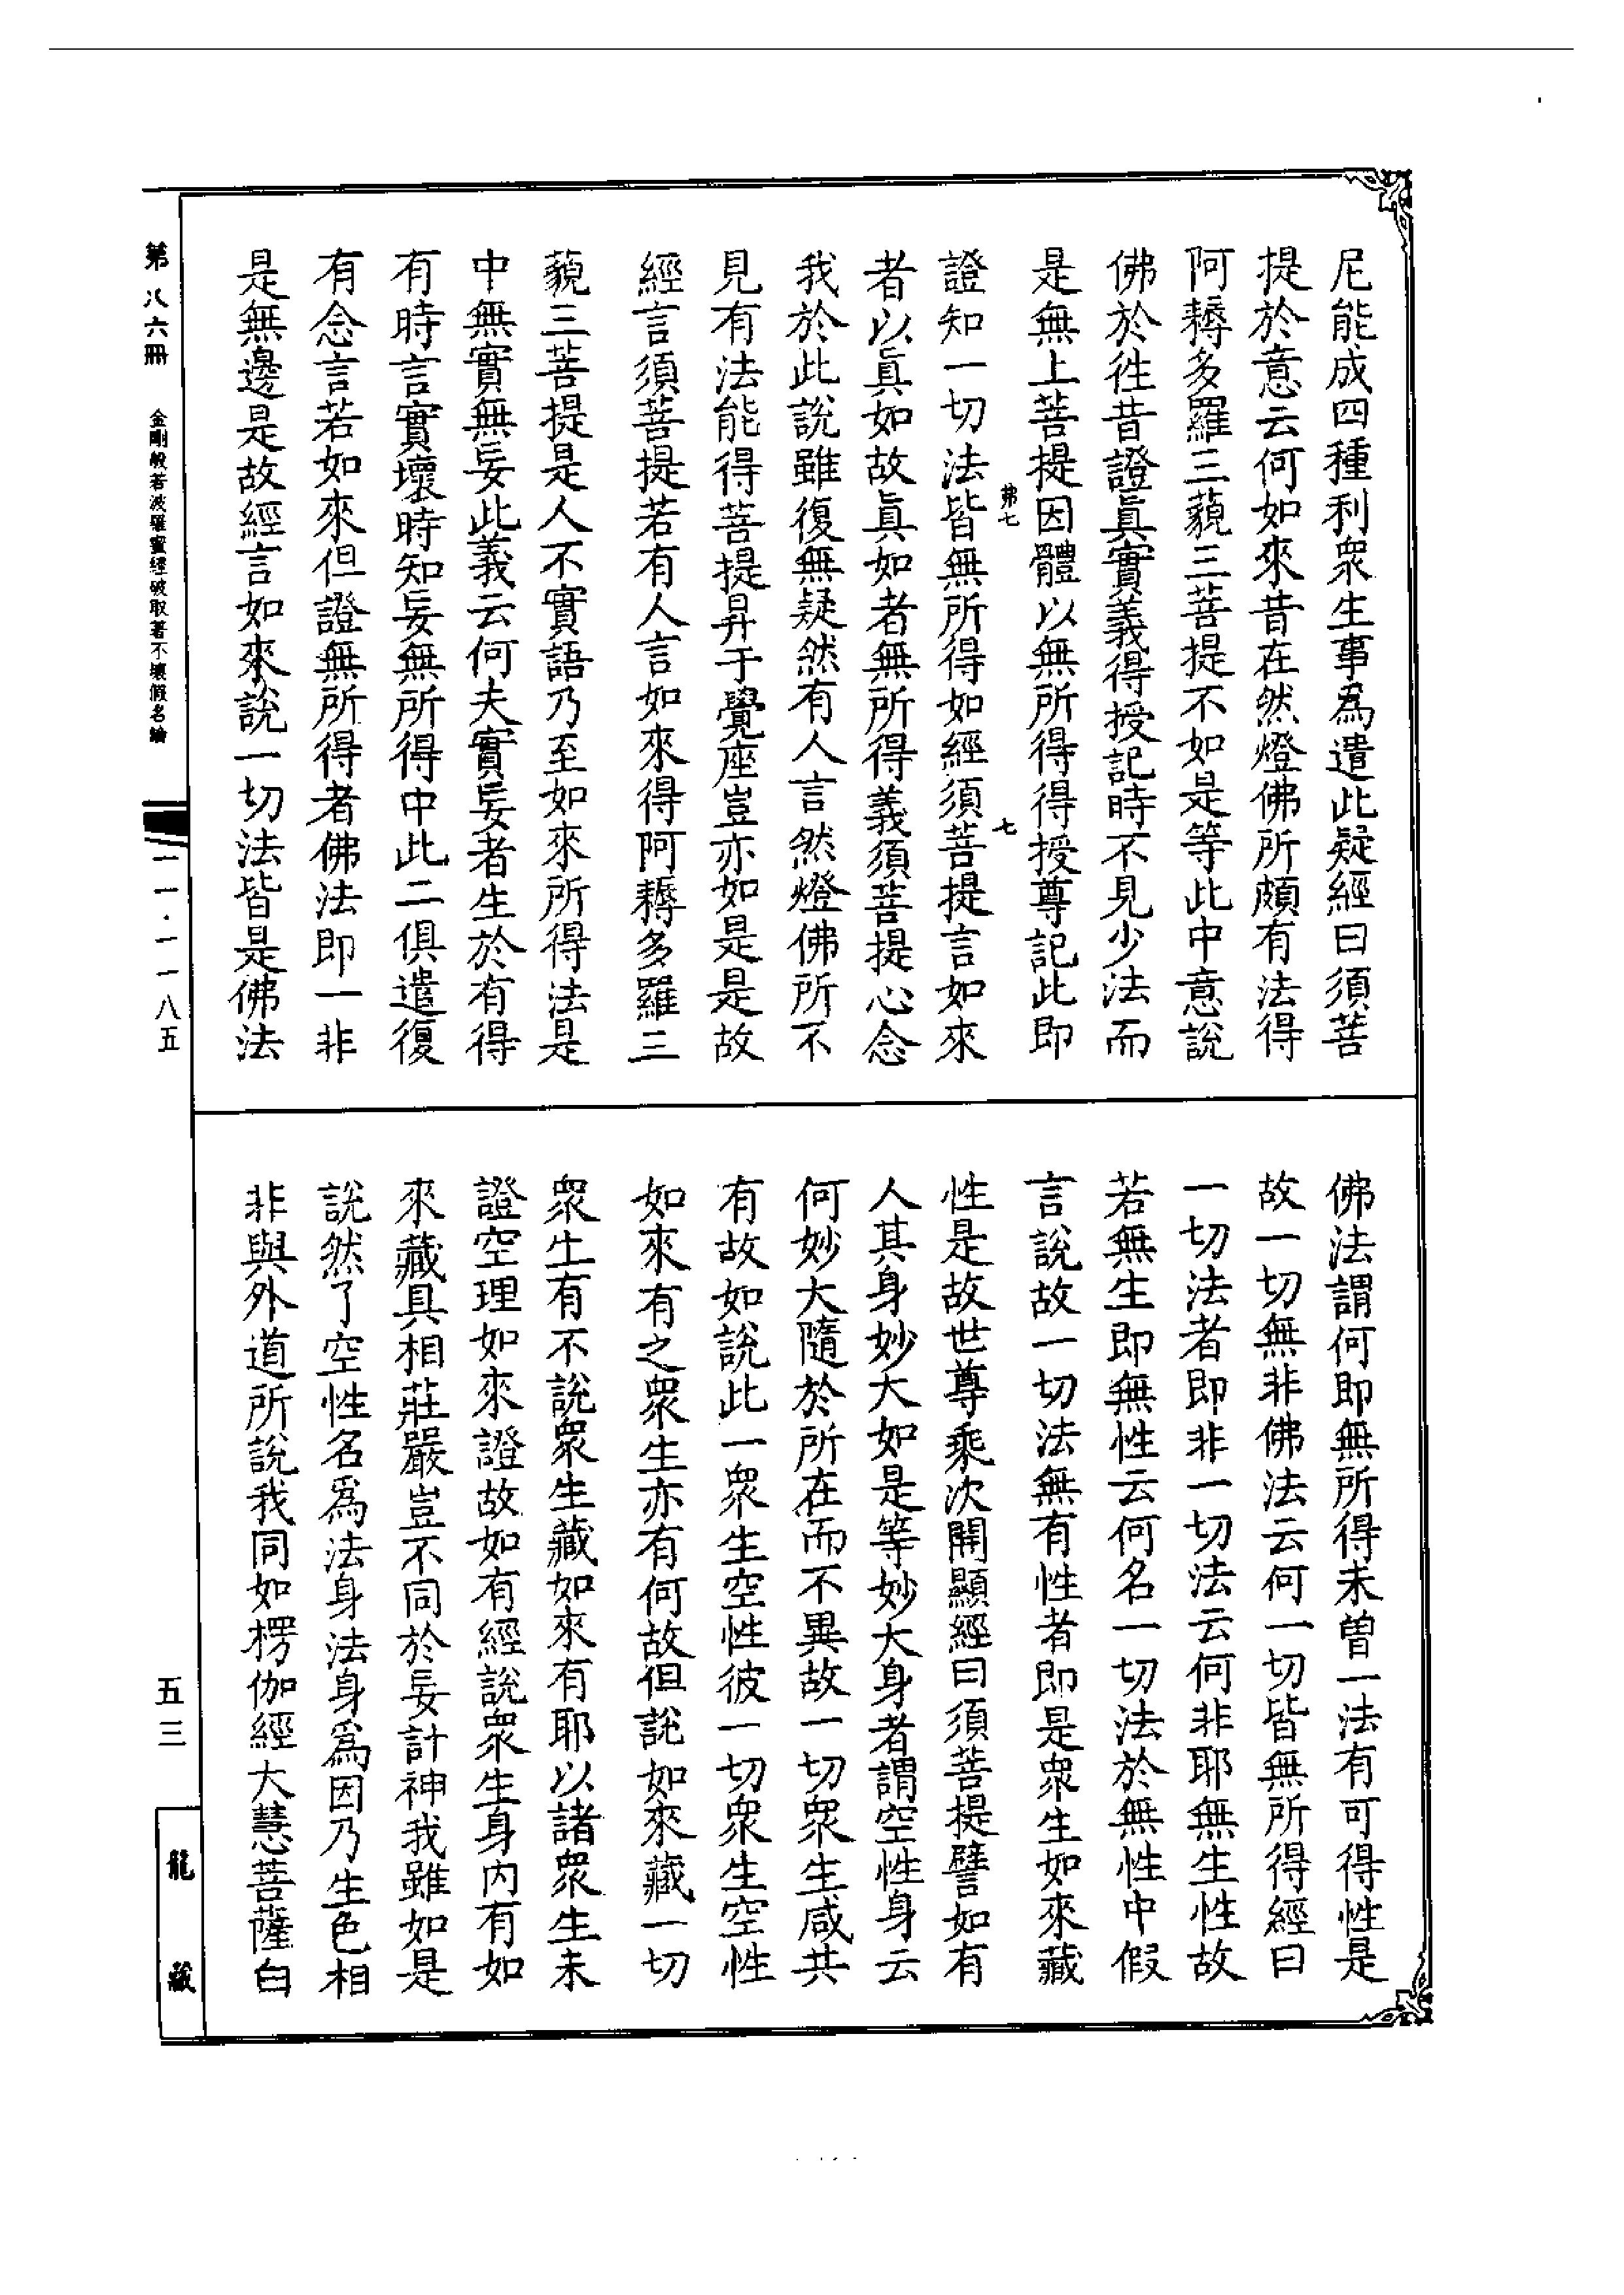 尼能成四種利衆生事爲遣此疑經曰須菩
提於意云何如來昔在然燈佛所頗有法得
阿耨多羅三藐三菩提不如是等此中意說
佛於徃昔證眞實義得授記時不見少法而
是無上菩提因體以無所得得授尊記此即
弗七
七
證知一切法皆無所得如經須菩提言如來
者以眞如故眞如者無所得義須菩提心念
我於此說雖復無疑然有人言然燈佛所不
見有法能得菩提昇于覺座豈亦如是是故
經言須菩提若有人言如來得阿耨多羅三
藐三菩提是人不實語乃至如來所得法是
中無實無妄此義云何夫實妄者生於有得
有時言實壞時知妄無所得中此二俱遣復
有念言若如來但證無所得者佛法即一非
是無邊是故經言如來說一切法皆是佛法
佛法謂何即無所得未曾一法有可得性是
故一切無非佛法云何一切皆無所得經曰
一切法者即非一切法云何非耶無生性故
若無生即無性云何名一切法於無性中假
言說故一切法無有性者即是衆生如來藏
性是故世尊乘次開顯經曰須菩提譬如有
人其身妙大如是等妙大身者謂空性身云
何妙大隨於所在而不異故一切衆生咸共
有故如說此一衆生空性彼一切衆生空性
如來有之衆生亦有何故但說如來藏一切
衆生有不說衆生藏如來有耶以諸衆生未
證空理如來證故如有經說衆生身内有如
來藏具相莊嚴豈不同於妄計神我雖如是
說然了空性名爲法身法身爲因乃生色相
非與外道所說我同如楞伽經大慧菩薩白
第八六冊
金剛般若波羅蜜經破取著不壞假名論
一一·一一八五
五三
龍藏